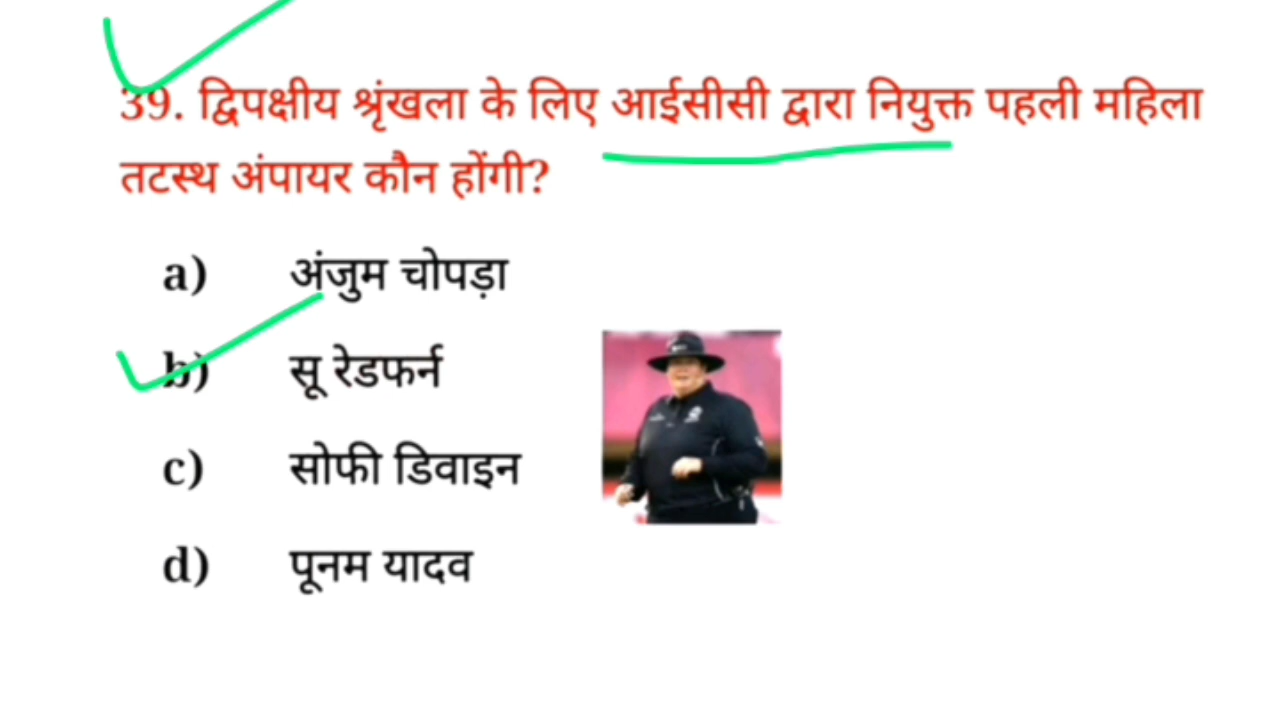 39. द्विपक्षीय श्रृंखला के लिए आईसीसी द्वारा नियुक्त पहली महिला
तटस्थ अंपायर कौन होंगी?
a) अंजुम चोपड़ा
b) सू रेडफर्न
c) सोफी डिवाइन
d) पूनम यादव